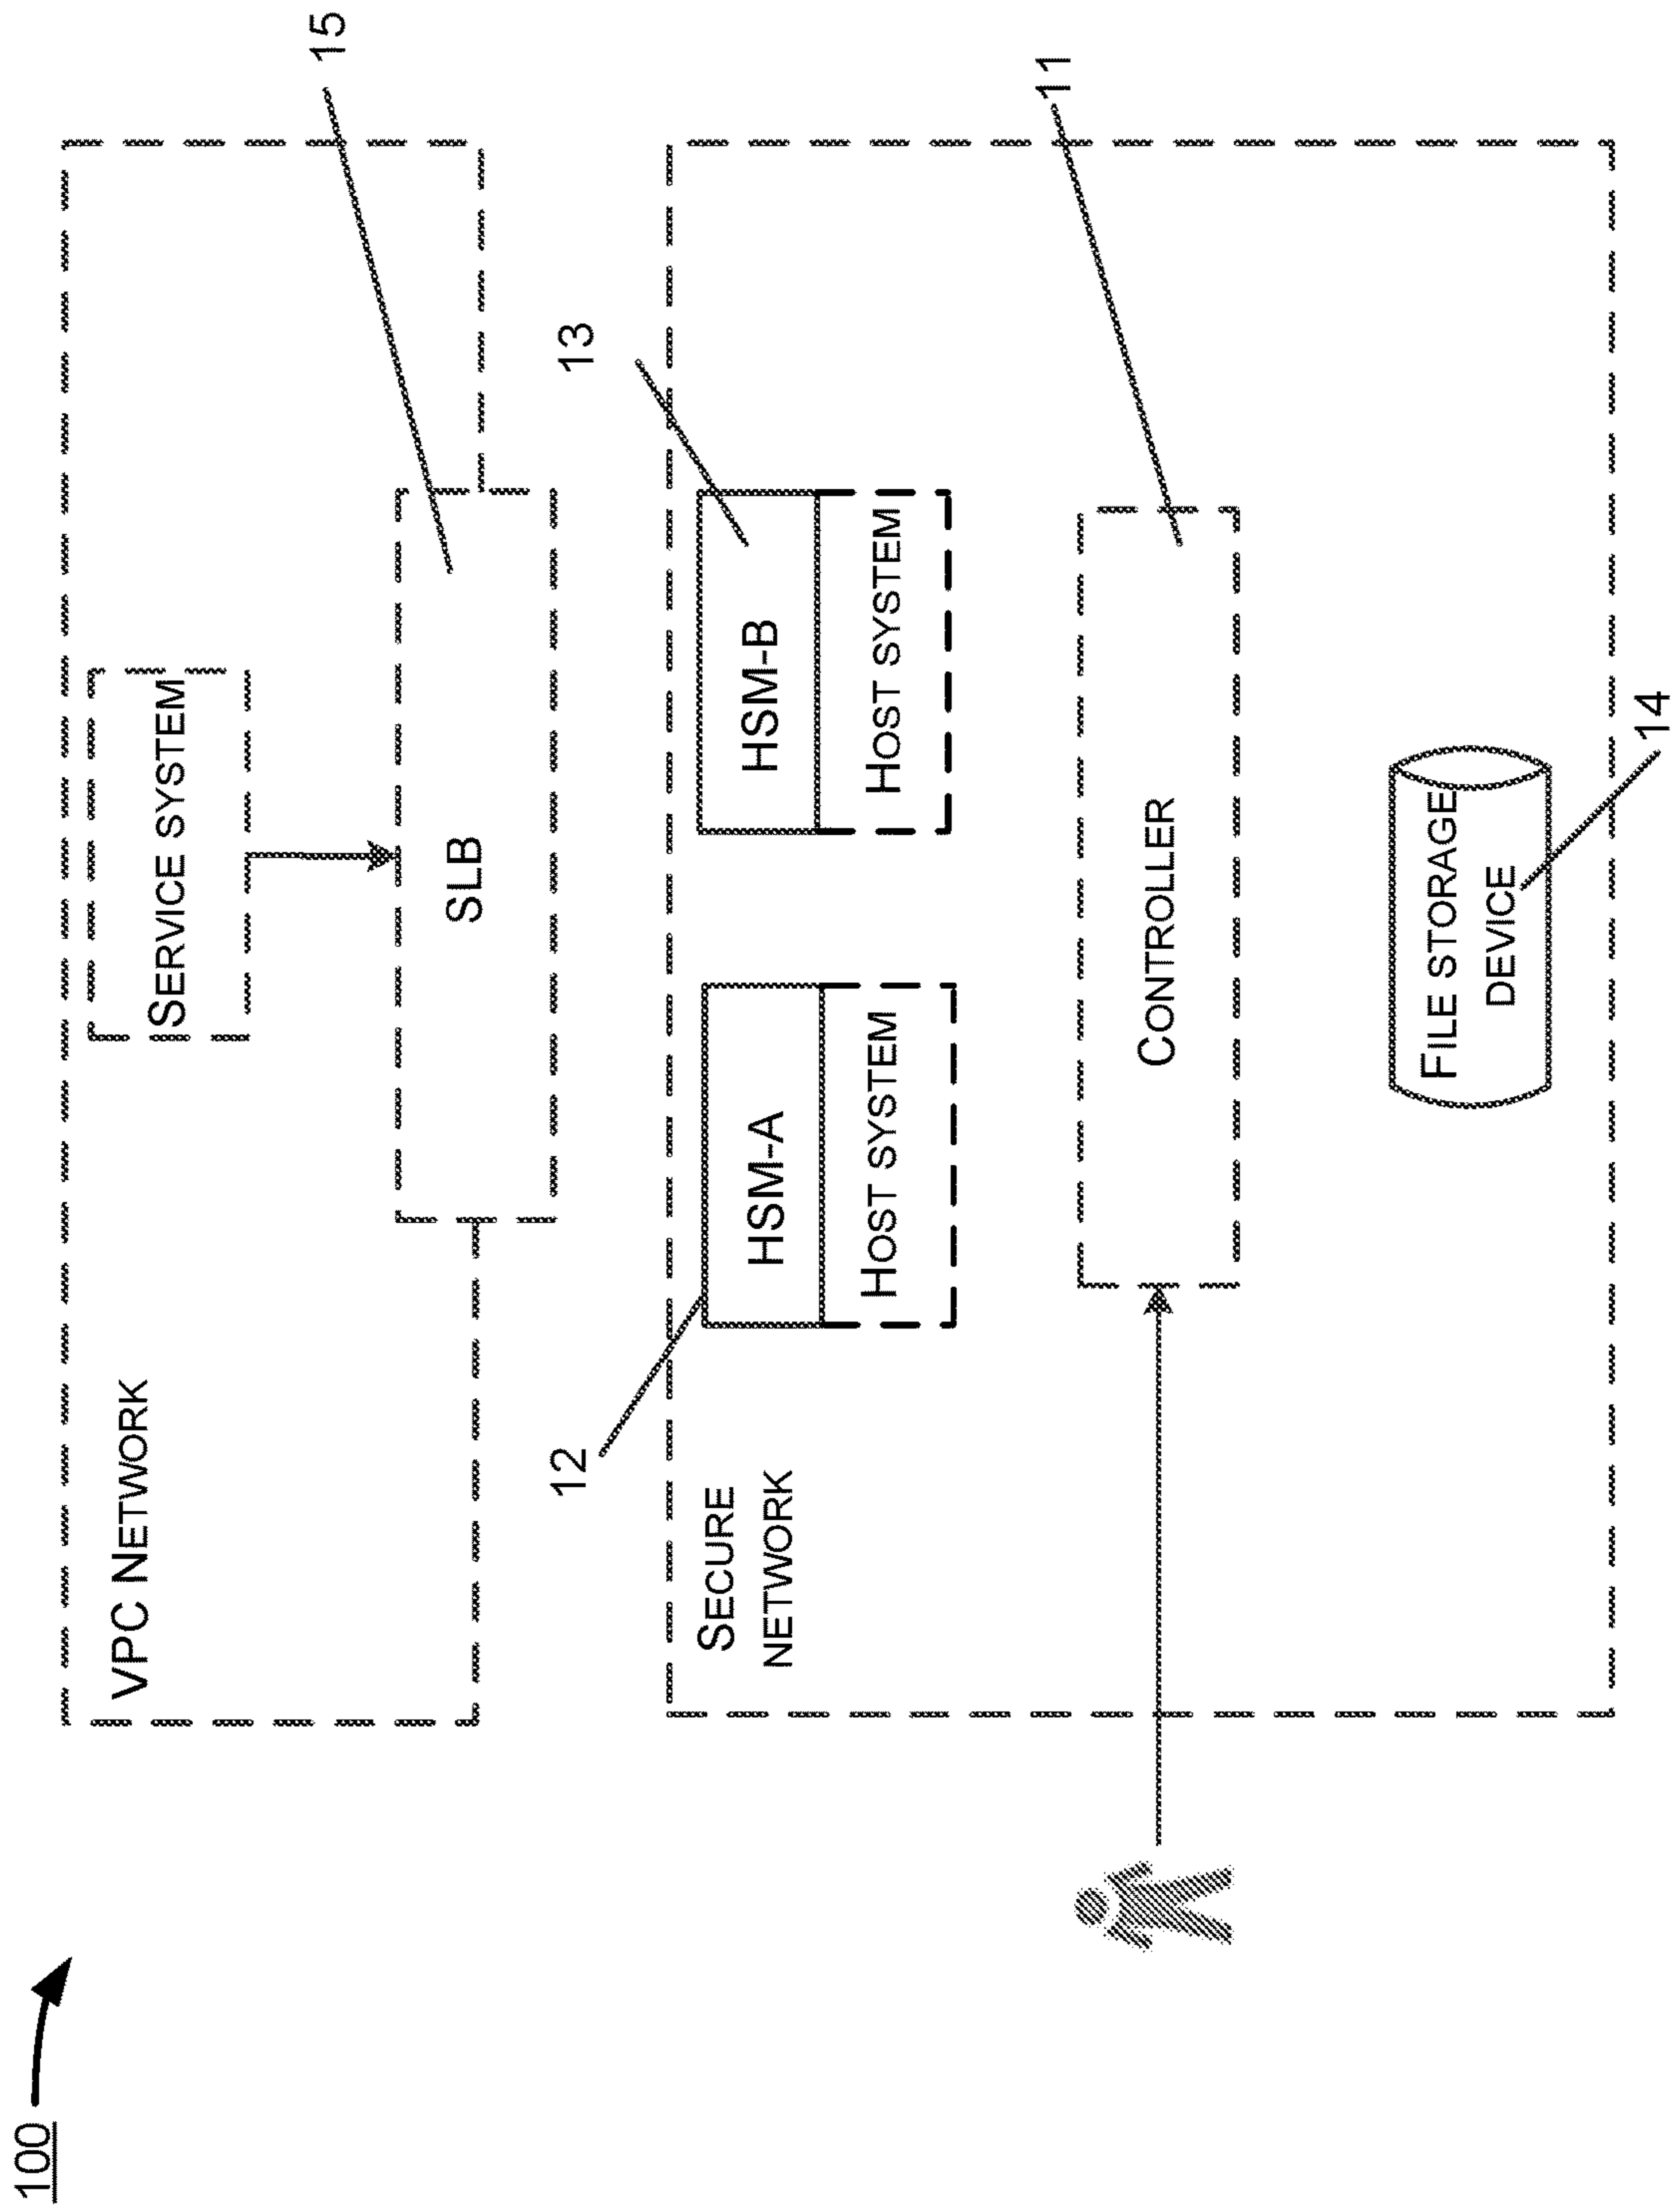 100
VPC NETWORK
SERVICE SYSTEM
15
SLB
12
13
SECURE
NETWORK
HSM-A
HSM-B
HOST SYSTEM
HOST SYSTEM
11
CONTROLLER
FILE STORAGE
DEVICE
14